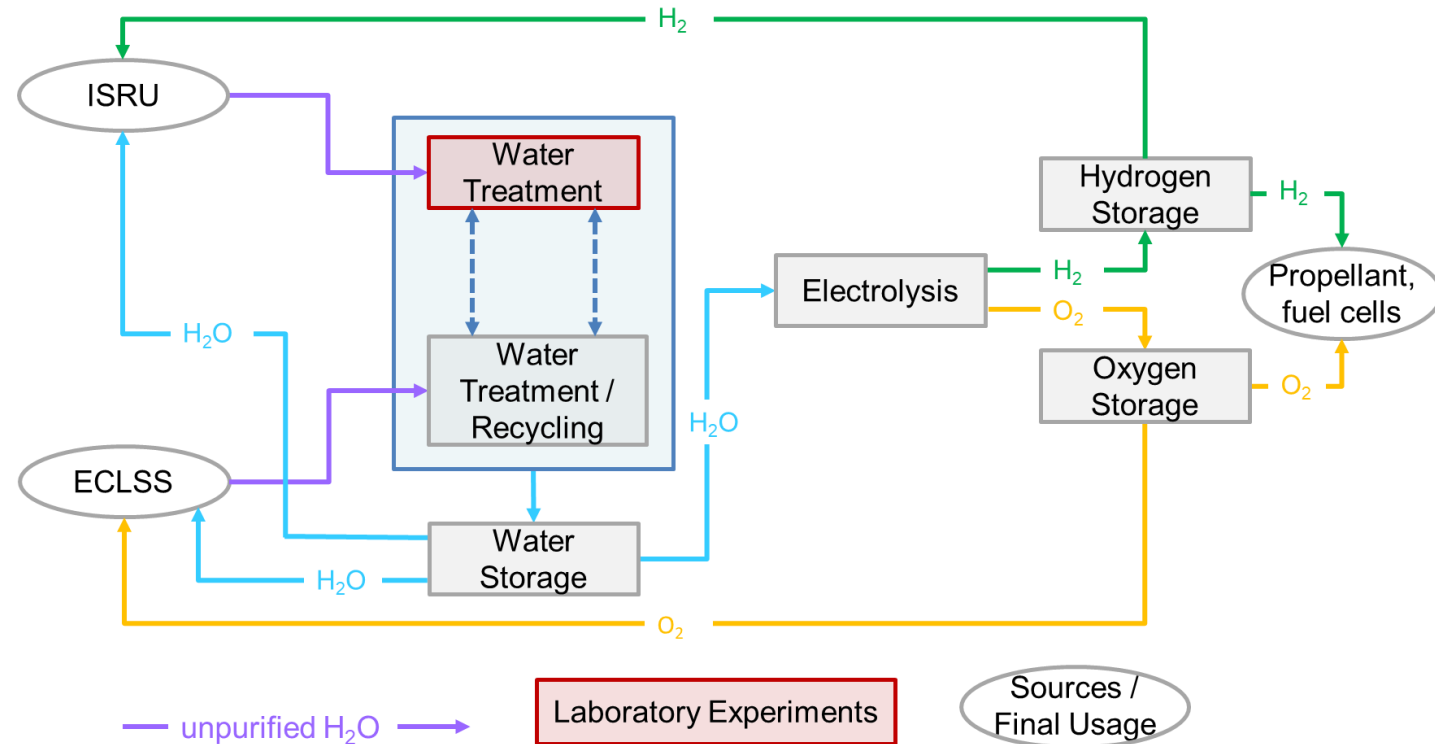 H₂
ISRU
Water
Treatment
Hydrogen
Storage
H₂
H₂
Electrolysis
Propellant,
fuel cells
O₂
H₂O
Water
Treatment /
Recycling
Oxygen
Storage
O₂
H₂O
ECLSS
Water
Storage
H₂O
O₂
unpurified H₂O
Laboratory Experiments
Sources /
Final Usage